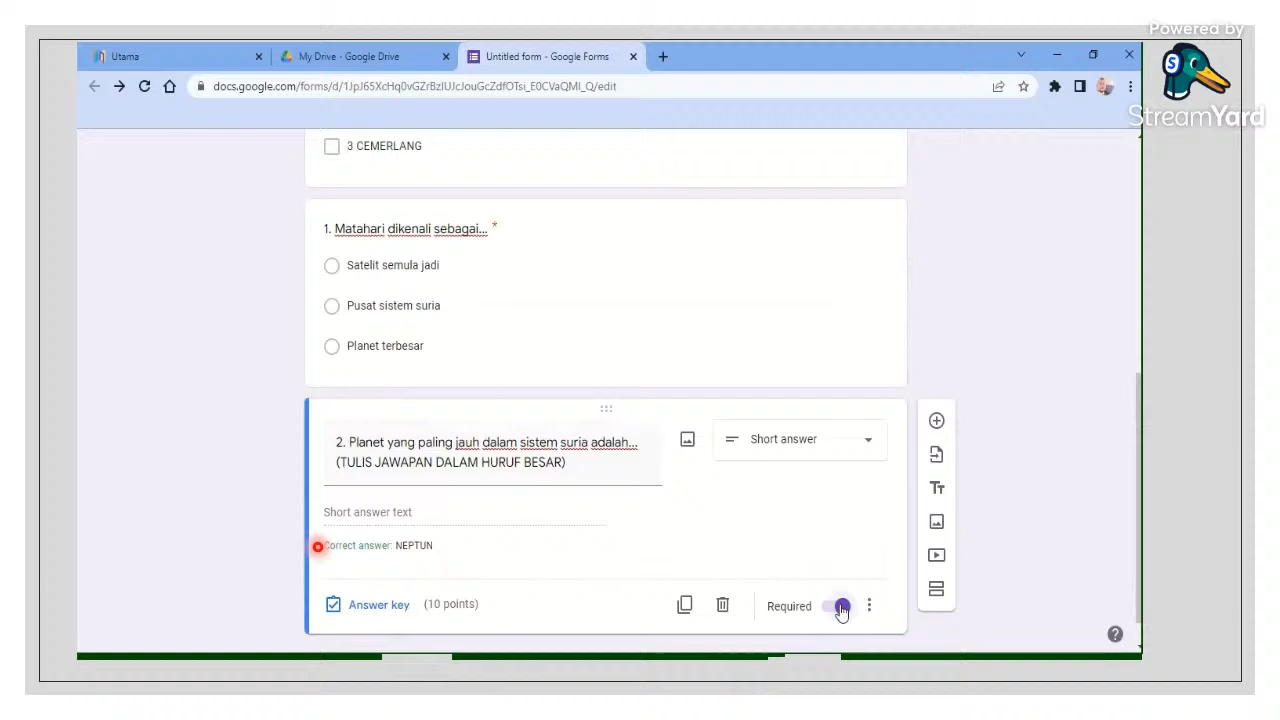 Powered by
StreamYard
Utama
My Drive - Google Drive
Untitled form - Google Forms
docs.google.com/forms/d/1JpJ65XcHq0vGZrBzIUJcJouGcZdfOTsi_E0CVaQMI_Q/edit
3 CEMERLANG
1. Matahari dikenali sebagai... *
Satelit semula jadi
Pusat sistem suria
Planet terbesar
2. Planet yang paling jauh dalam sistem suria adalah...
(TULIS JAWAPAN DALAM HURUF BESAR)
Short answer
Short answer text
Correct answer: NEPTUN
Answer key (10 points)
Required